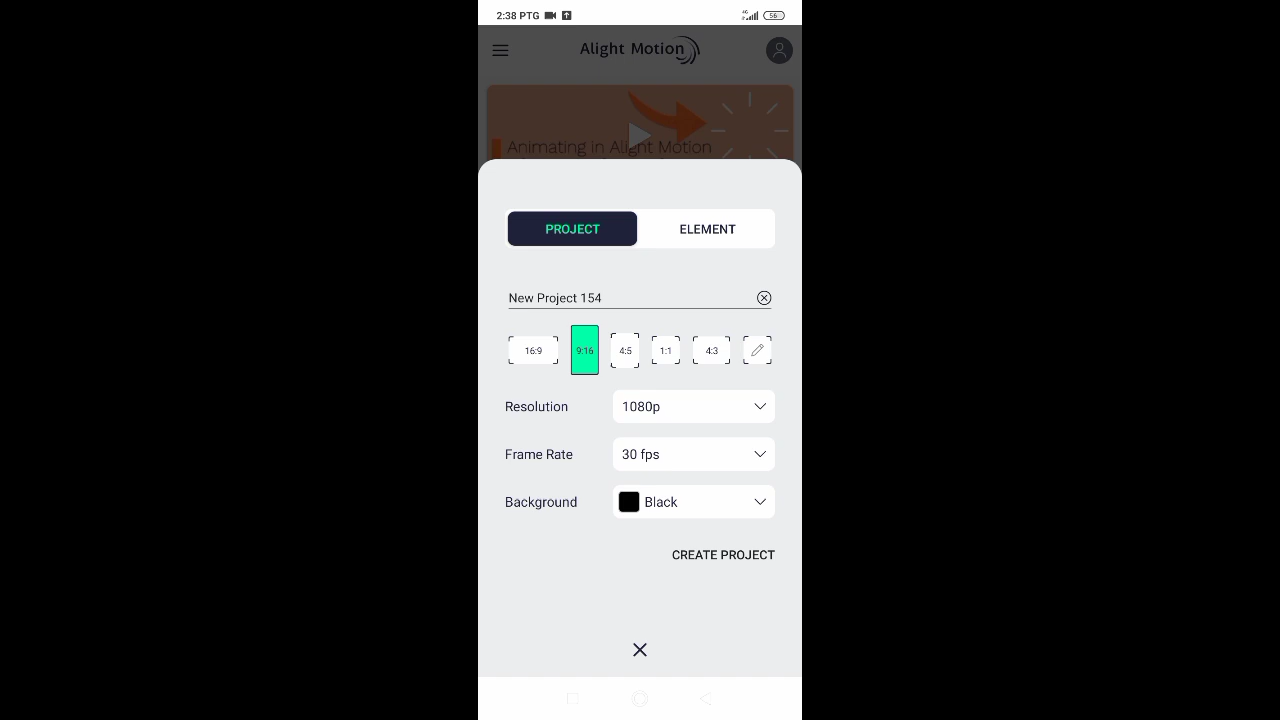 2:38 PTG
4G
56
Alight Motion
Animating in Alight Motion
PROJECT
ELEMENT
New Project 154
16:9
9:16
4:5
1:1
4:3
Resolution
1080p
Frame Rate
30 fps
Background
Black
CREATE PROJECT